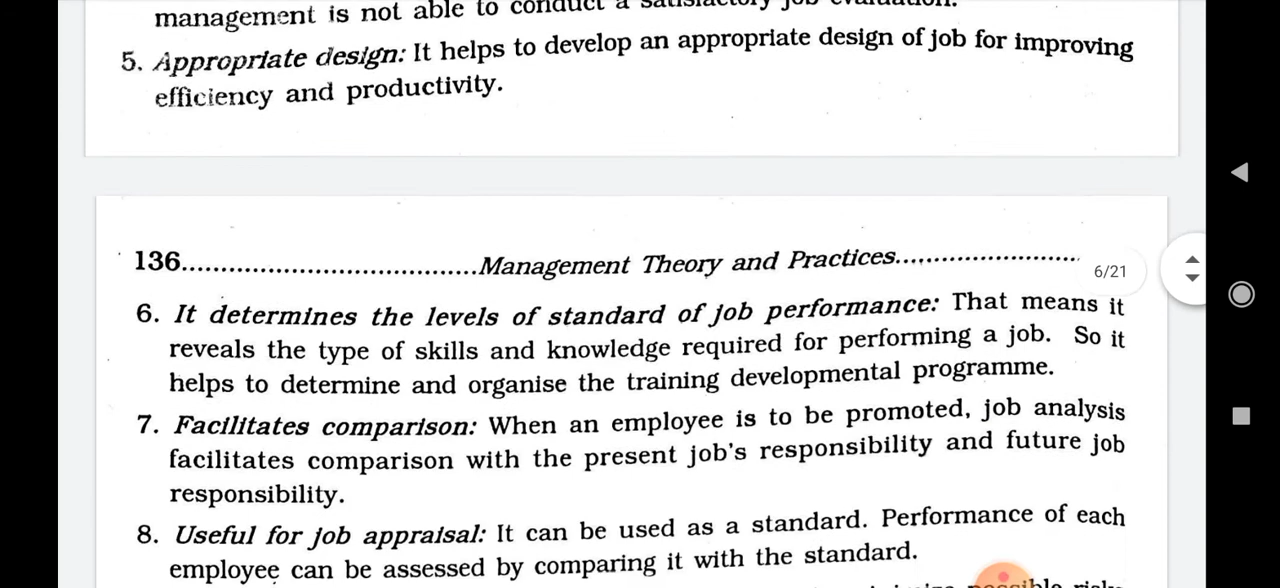 management is not able to conduct a satisfactory job evaluation.
5. Appropriate design: It helps to develop an appropriate design of job for improving
efficiency and productivity.
136.......................................Management Theory and Practices........................
6/21
6. It determines the levels of standard of job performance: That means it
reveals the type of skills and knowledge required for performing a job. So it
helps to determine and organise the training developmental programme.
7. Facilitates comparison: When an employee is to be promoted, job analysis
facilitates comparison with the present job's responsibility and future job
responsibility.
8. Useful for job appraisal: It can be used as a standard. Performance of each
employee can be assessed by comparing it with the standard.